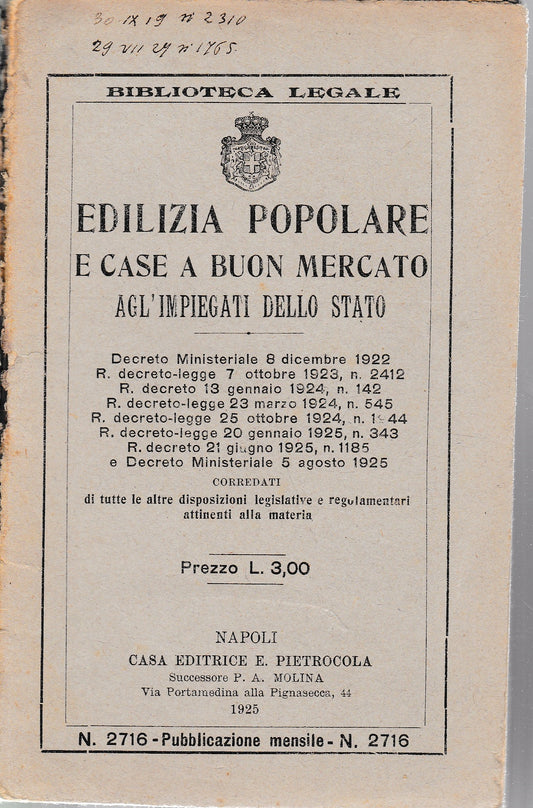 30 IX 19 n° 2310
29 VII 27 n° 1765.
BIBLIOTECA LEGALE
EDILIZIA POPOLARE
E CASE A BUON MERCATO
AGL'IMPIEGATI DELLO STATO
Decreto Ministeriale 8 dicembre 1922
R. decreto-legge 7 ottobre 1923, n. 2412
R. decreto 13 gennaio 1924, n. 142
R. decreto-legge 23 marzo 1924, n. 545
R. decreto-legge 25 ottobre 1924, n.
R. decreto-legge 20 gennaio 1925, n. 343
R. decreto 21 giugno 1925, n. 1185
e Decreto Ministeriale 5 agosto 1925
CORREDATI
di tutte le altre disposizioni legislative e regolamentari
attinenti alla materia
Prezzo L. 3,00
NAPOLI
CASA EDITRICE E. PIETROCOLA
Successore P. A. MOLINA
Via Portamedina alla Pignasecca, 44
1925
N. 2716 - Pubblicazione mensile - N. 2716